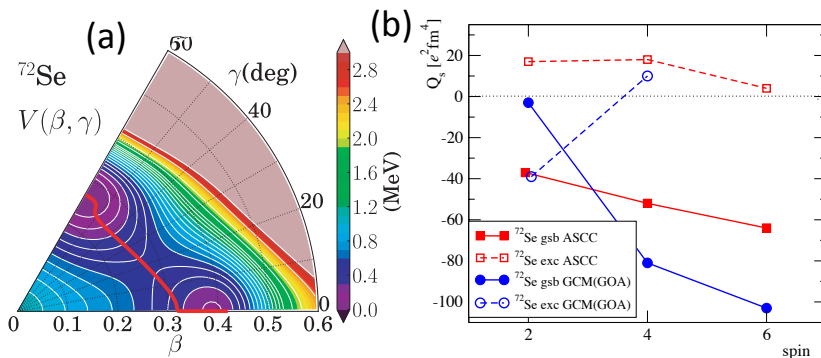 (a)
72Se
V(β, γ)
60
γ(deg)
40
20
0
0
0.1
0.2
0.3
0.4
0.5
0.6
β
2.8
2.4
2.0
1.6
1.2
0.8
0.4
0.0
(MeV)
(b)
Qs [e2fm4]
20
0
-20
-40
-60
-80
-100
72Se gsb ASCC
72Se exc ASCC
72Se gsb GCM(GOA)
72Se exc GCM(GOA)
2
4
6
spin